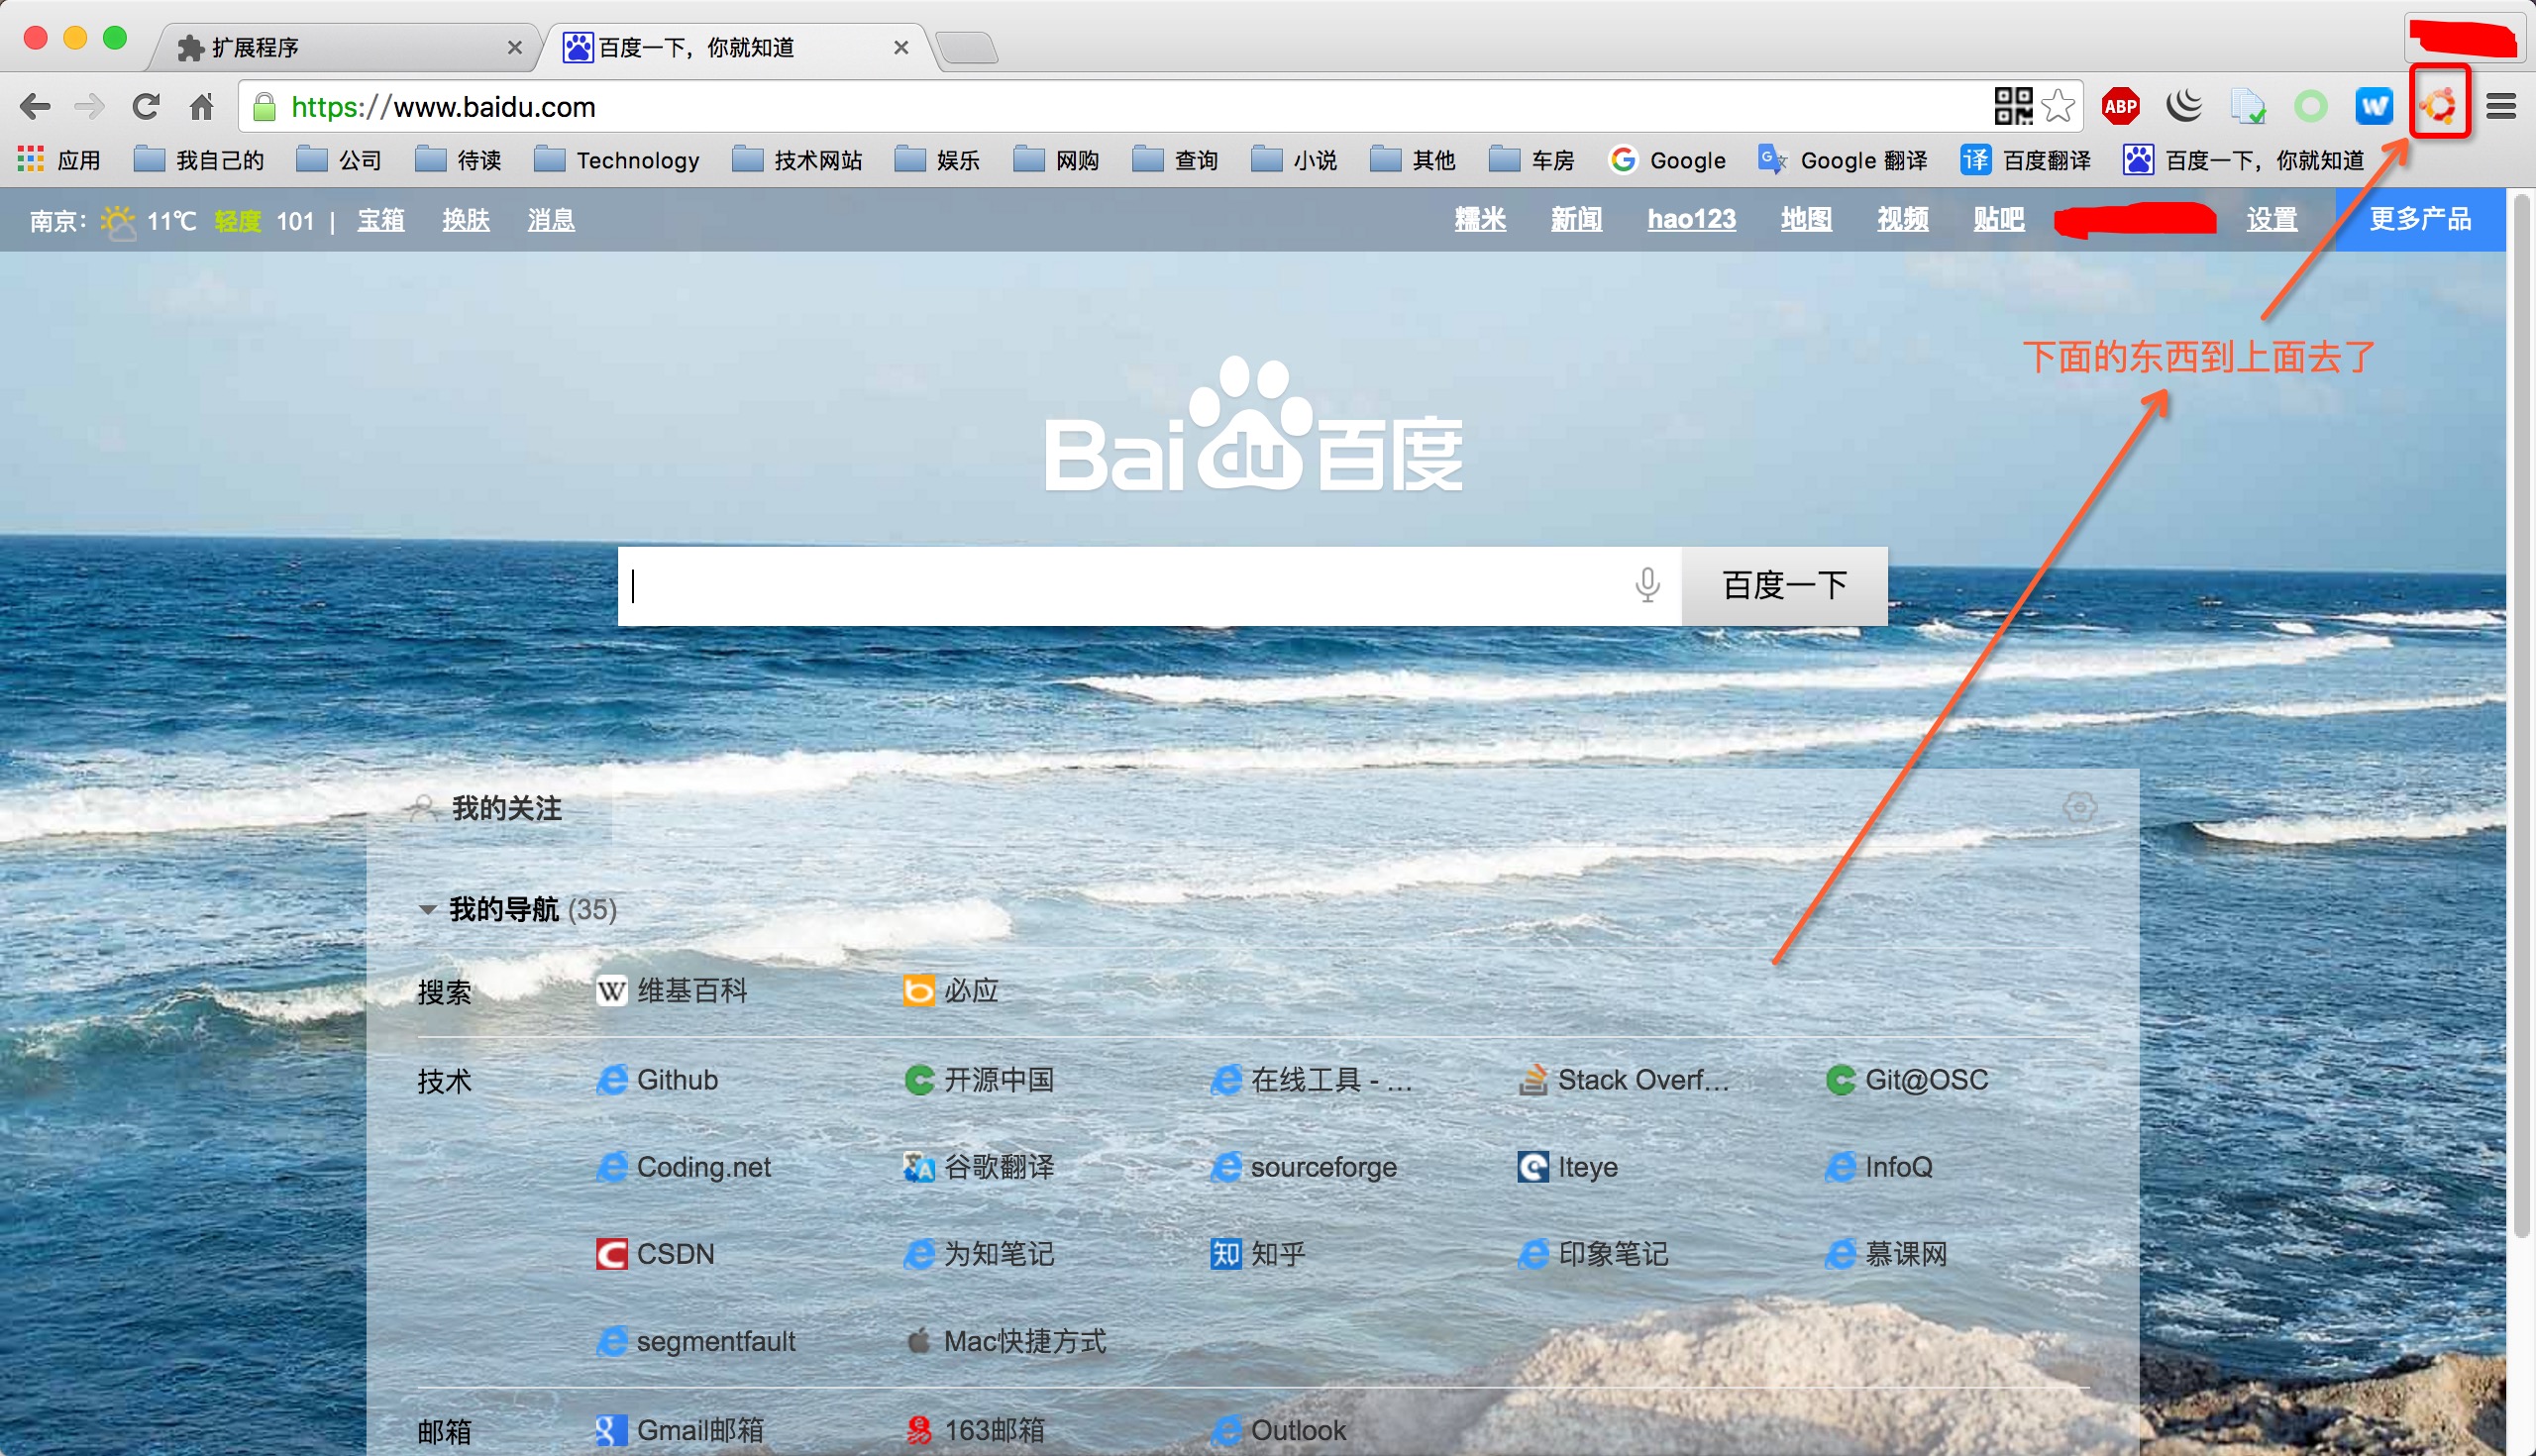 扩展程序
百度一下，你就知道
https://www.baidu.com
ABP
W
应用 我自己的 公司 待读 Technology 技术网站 娱乐 网购 查询 小说 其他 车房 Google Google 翻译 译 百度翻译 百度一下，你就知道
南京： 11℃ 轻度 101 | 宝箱 换肤 消息 糯米 新闻 hao123 地图 视频 贴吧 设置 更多产品
下面的东西到上面去了
Bai du 百度
百度一下
我的关注
我的导航 (35)
搜索 W 维基百科 必应
技术 Github 开源中国 在线工具 - ... Stack Overf... Git@OSC
Coding.net 谷歌翻译 sourceforge Iteye InfoQ
CSDN 为知笔记 知 知乎 印象笔记 慕课网
segmentfault Mac快捷方式
邮箱 Gmail邮箱 163邮箱 Outlook